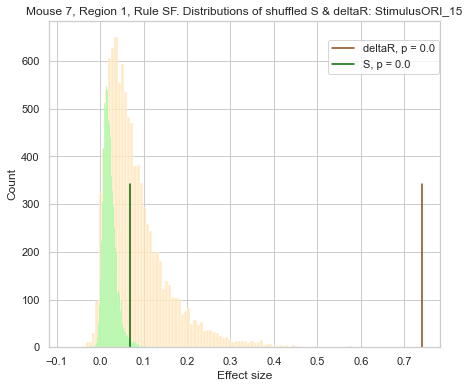 Mouse 7, Region 1, Rule SF. Distributions of shuffled S & deltaR: StimulusORI_15
deltaR, p = 0.0
S, p = 0.0
600
500
400
300
200
100
0
Count
−0.1 0.0 0.1 0.2 0.3 0.4 0.5 0.6 0.7
Effect size